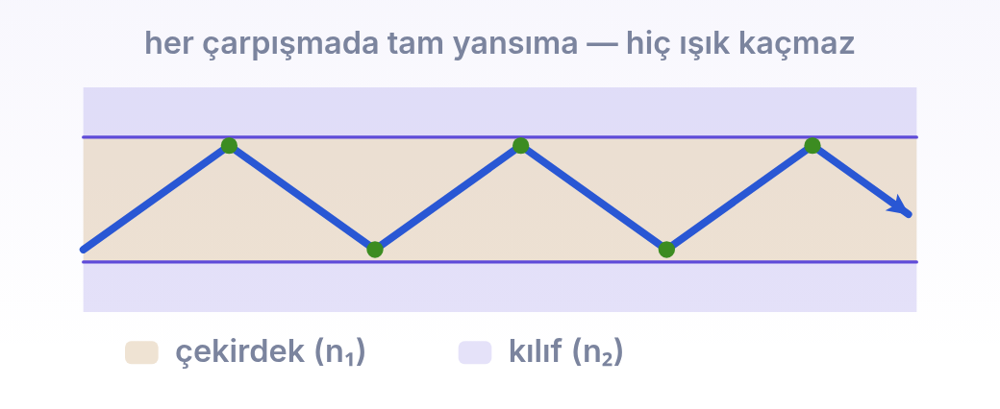 her çarpışmada tam yansıma — hiç ışık kaçmaz
çekirdek (n₁)
kılıf (n₂)